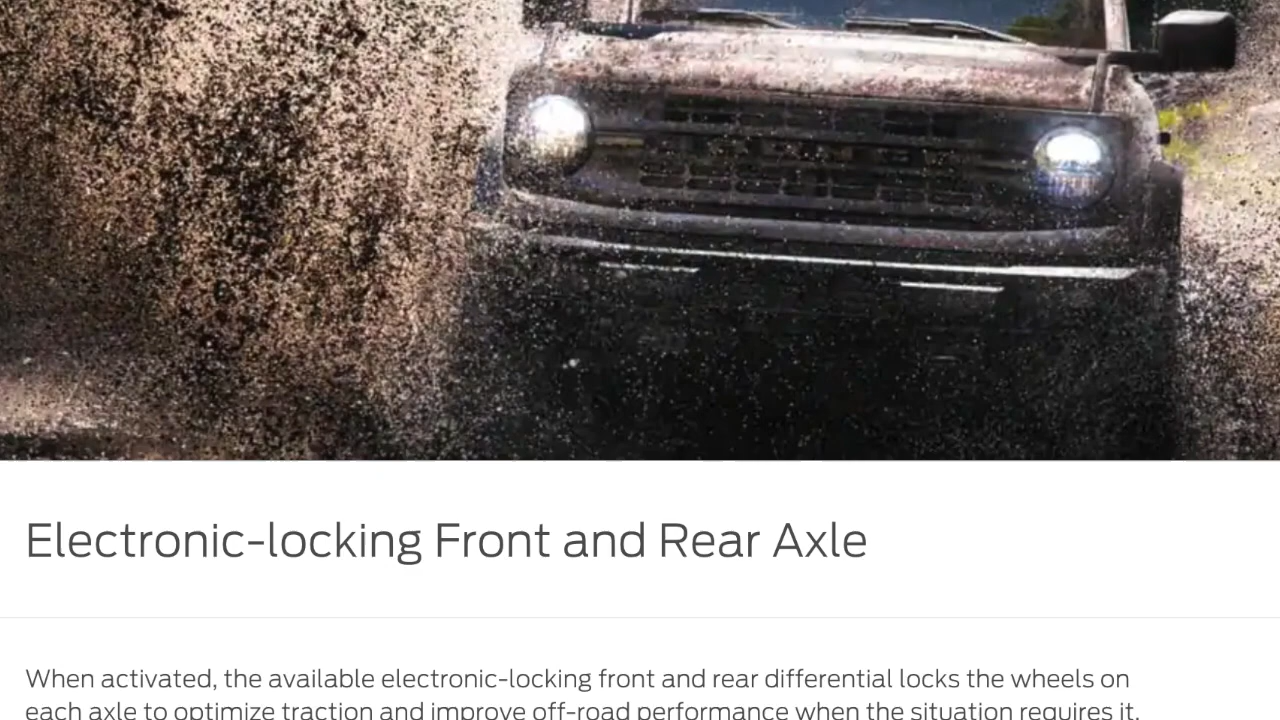 Electronic-locking Front and Rear Axle
When activated, the available electronic-locking front and rear differential locks the wheels on
each axle to optimize traction and improve off-road performance when the situation requires it.